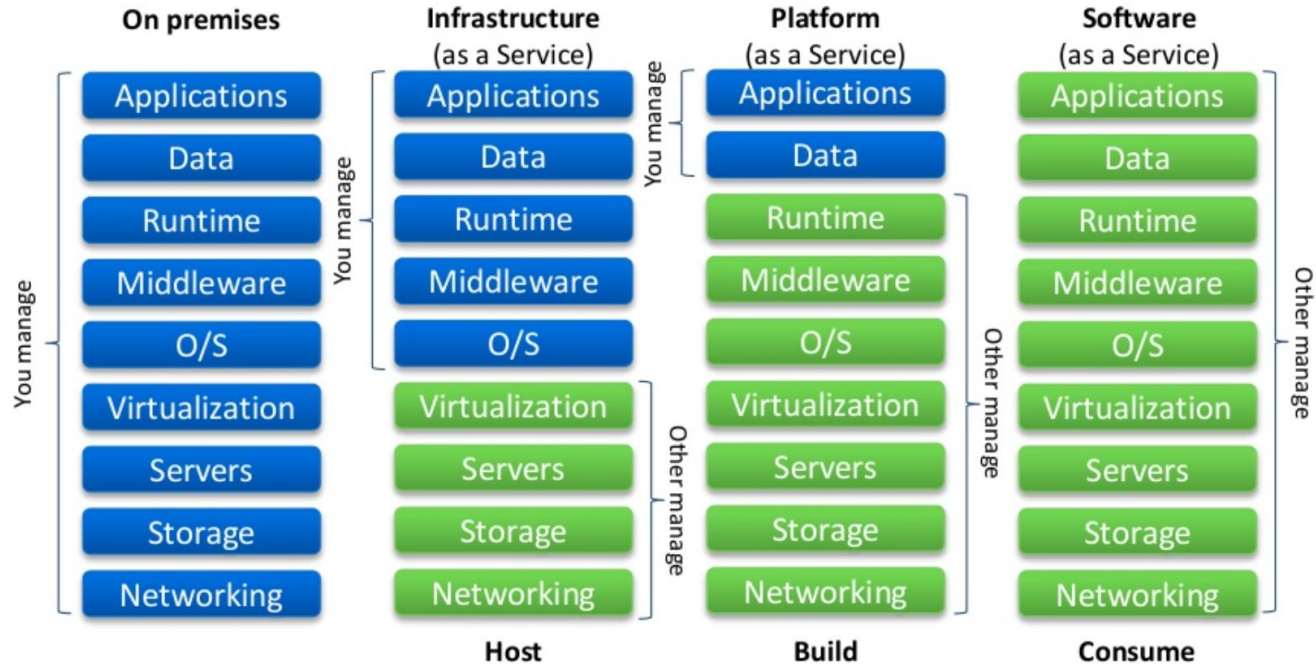 On premises
You manage
Applications
Data
Runtime
Middleware
O/S
Virtualization
Servers
Storage
Networking
Infrastructure
(as a Service)
You manage
Applications
Data
Runtime
Middleware
O/S
Virtualization
Servers
Storage
Networking
Other manage
Host
Platform
(as a Service)
You manage
Applications
Data
Runtime
Middleware
O/S
Virtualization
Servers
Storage
Networking
Other manage
Build
Software
(as a Service)
Applications
Data
Runtime
Middleware
O/S
Virtualization
Servers
Storage
Networking
Other manage
Consume